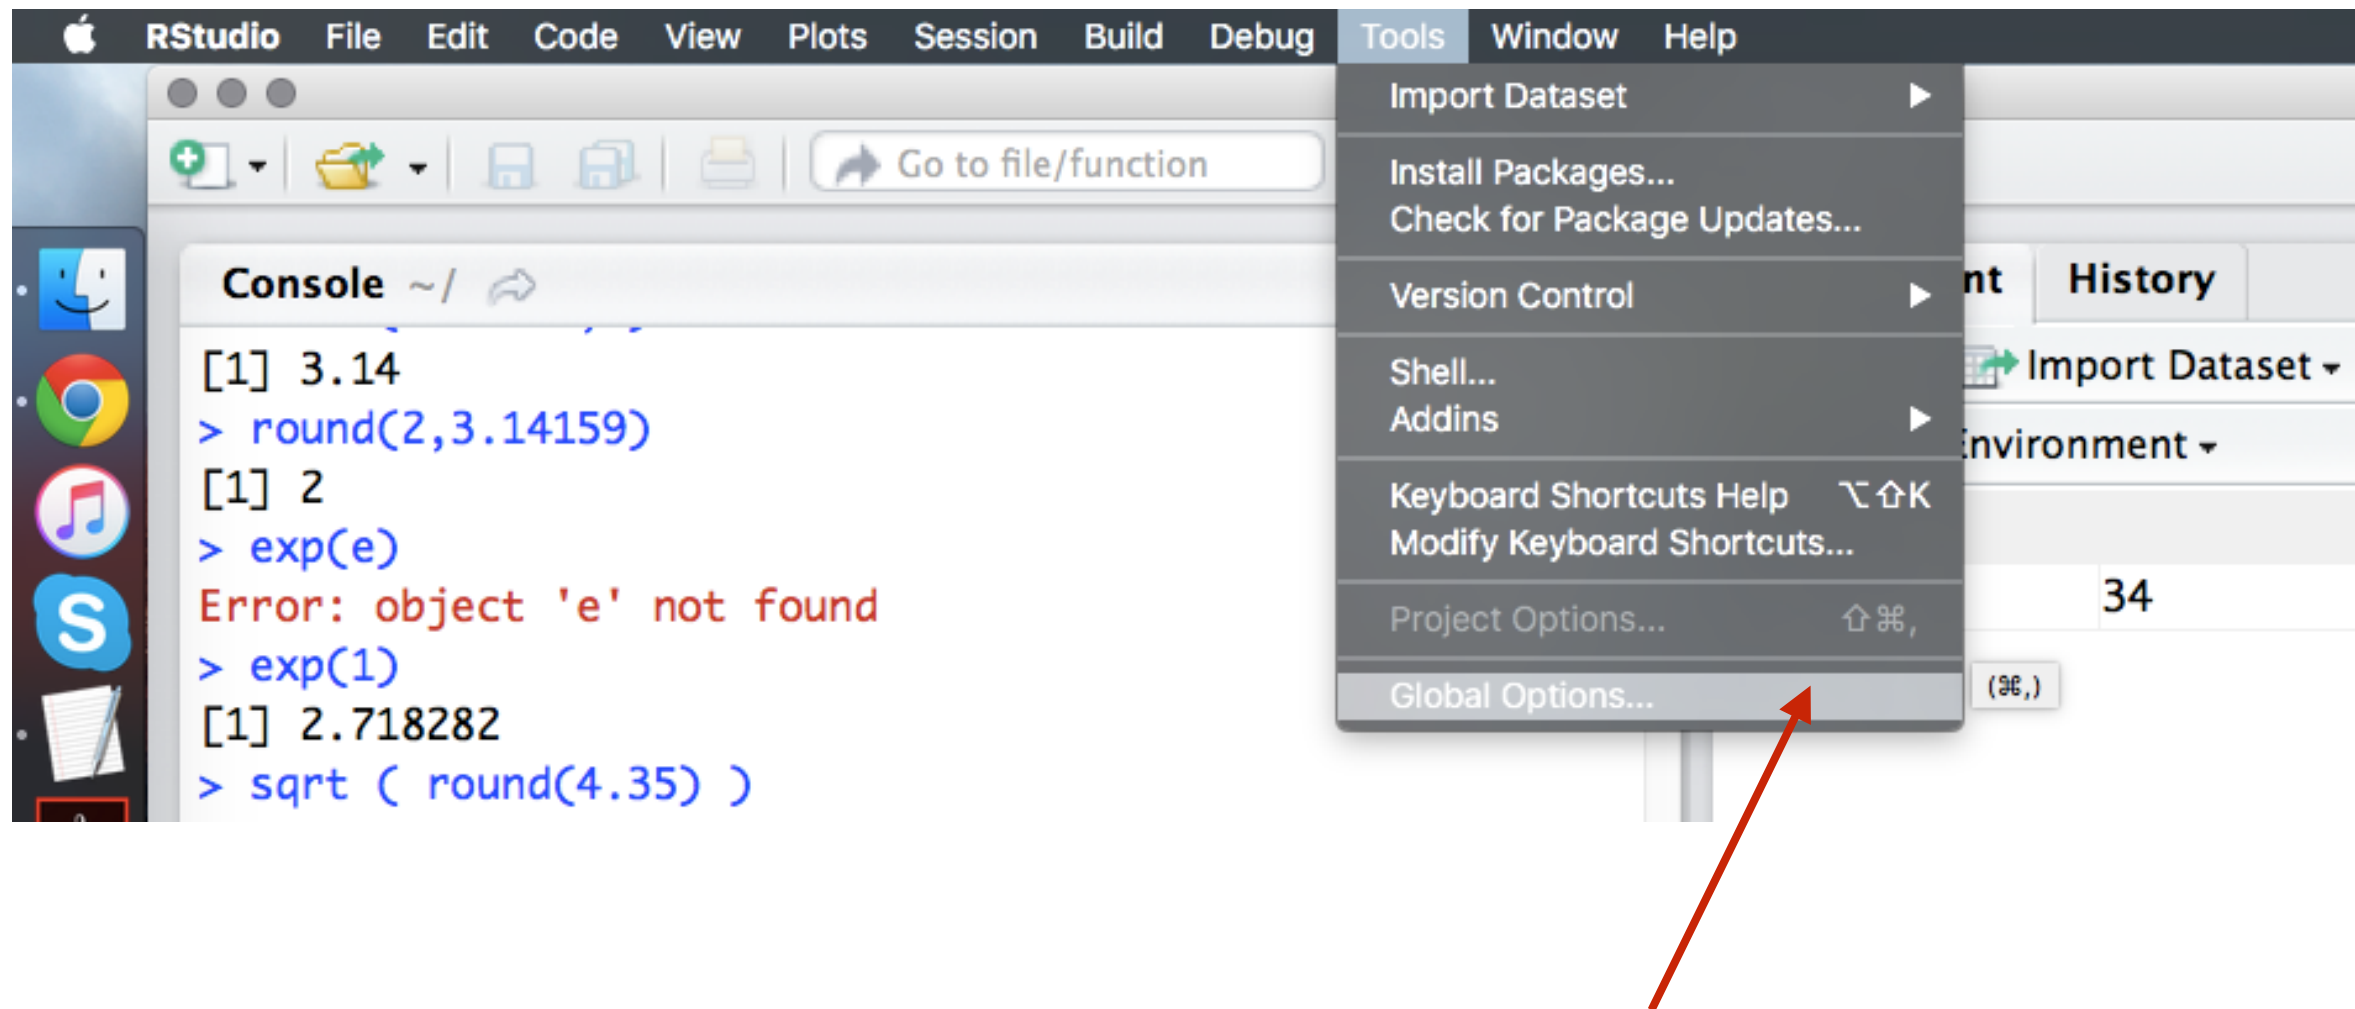 RStudio File Edit Code View Plots Session Build Debug Tools Window Help
Go to file/function
Console ~/
[1] 3.14
> round(2,3.14159)
[1] 2
> exp(e)
Error: object 'e' not found
> exp(1)
[1] 2.718282
> sqrt ( round(4.35) )
Import Dataset
Install Packages...
Check for Package Updates...
Version Control
Shell...
Addins
Keyboard Shortcuts Help ⌥⇧K
Modify Keyboard Shortcuts...
Project Options... ⇧⌘,
Global Options...
(⌘,)
nt History
Import Dataset
nvironment
34